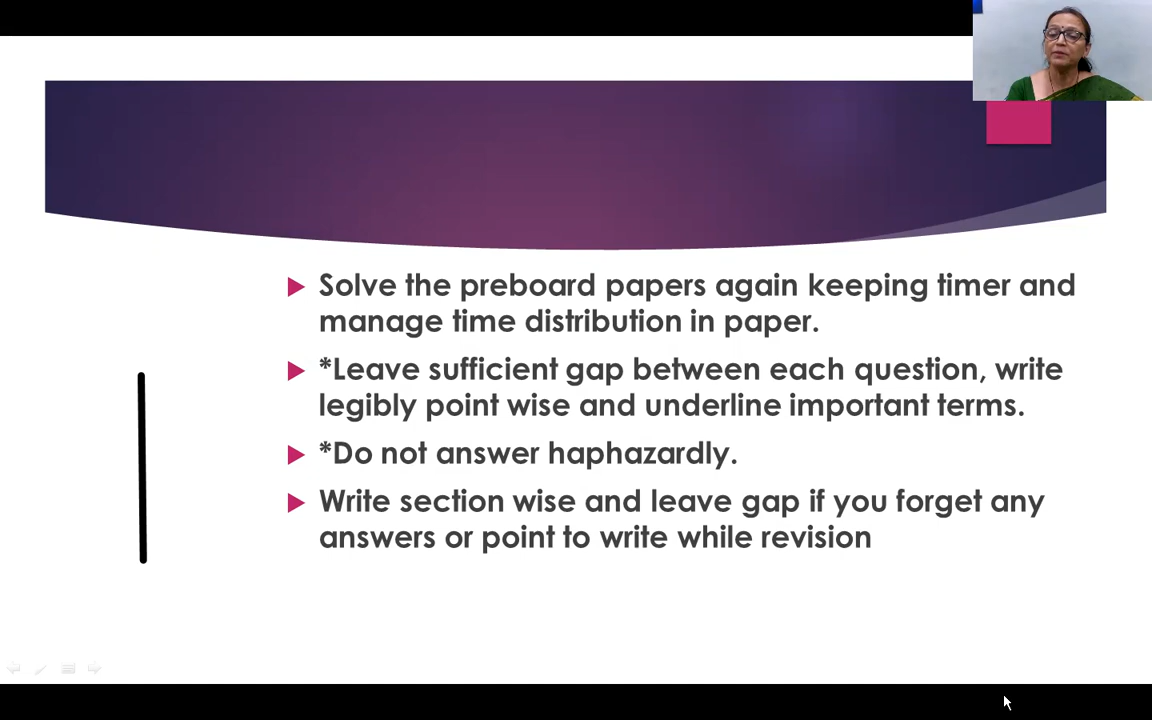 Solve the preboard papers again keeping timer and
manage time distribution in paper.
*Leave sufficient gap between each question, write
legibly point wise and underline important terms.
*Do not answer haphazardly.
Write section wise and leave gap if you forget any
answers or point to write while revision